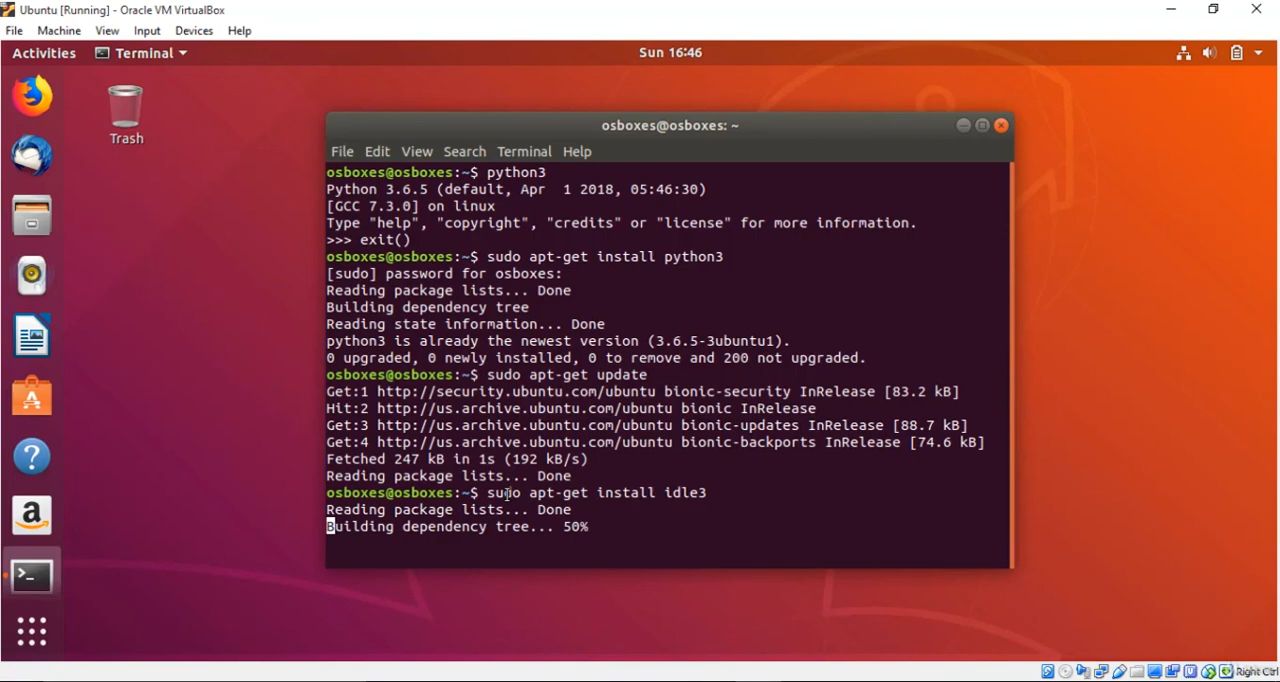 Ubuntu [Running] - Oracle VM VirtualBox
File Machine View Input Devices Help
Activities Terminal Sun 16:46
Trash
osboxes@osboxes: ~
File Edit View Search Terminal Help
osboxes@osboxes:~$ python3
Python 3.6.5 (default, Apr  1 2018, 05:46:30)
[GCC 7.3.0] on linux
Type "help", "copyright", "credits" or "license" for more information.
>>> exit()
osboxes@osboxes:~$ sudo apt-get install python3
[sudo] password for osboxes:
Reading package lists... Done
Building dependency tree
Reading state information... Done
python3 is already the newest version (3.6.5-3ubuntu1).
0 upgraded, 0 newly installed, 0 to remove and 200 not upgraded.
osboxes@osboxes:~$ sudo apt-get update
Get:1 http://security.ubuntu.com/ubuntu bionic-security InRelease [83.2 kB]
Hit:2 http://us.archive.ubuntu.com/ubuntu bionic InRelease
Get:3 http://us.archive.ubuntu.com/ubuntu bionic-updates InRelease [88.7 kB]
Get:4 http://us.archive.ubuntu.com/ubuntu bionic-backports InRelease [74.6 kB]
Fetched 247 kB in 1s (192 kB/s)
Reading package lists... Done
osboxes@osboxes:~$ sudo apt-get install idle3
Reading package lists... Done
Building dependency tree... 50%
Right Ctrl